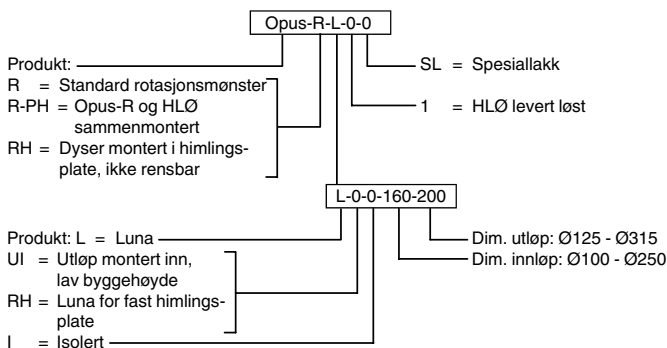 Opus-R-L-0-0
Produkt:
R = Standard rotasjonsmønster
R-PH = Opus-R og HLØ
sammenmontert
RH = Dyser montert i himlings-
plate, ikke rensbar
SL = Spesiallakk
1 = HLØ levert løst
L-0-0-160-200
Produkt: L = Luna
UI = Utløp montert inn,
lav byggehøyde
RH = Luna for fast himlings-
plate
I = Isolert
Dim. utløp: Ø125 - Ø315
Dim. innløp: Ø100 - Ø250